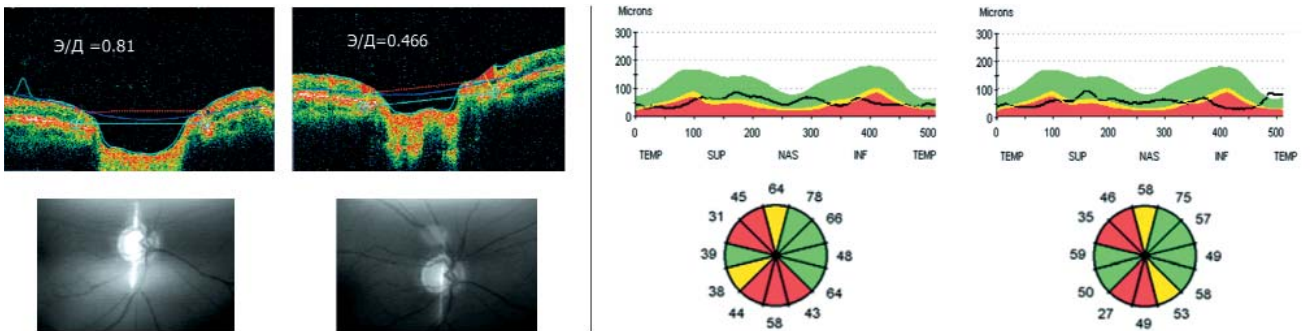 Э/Д =0.81
Э/Д=0.466
Microns
300
200
100
0
0 100 200 300 400 500
TEMP SUP NAS INF TEMP
Microns
300
200
100
0
0 100 200 300 400 500
TEMP SUP NAS INF TEMP
64
45 78
31 66
39 48
38 64
44 43
58
58
46 75
35 57
59 49
50 58
27 53
49